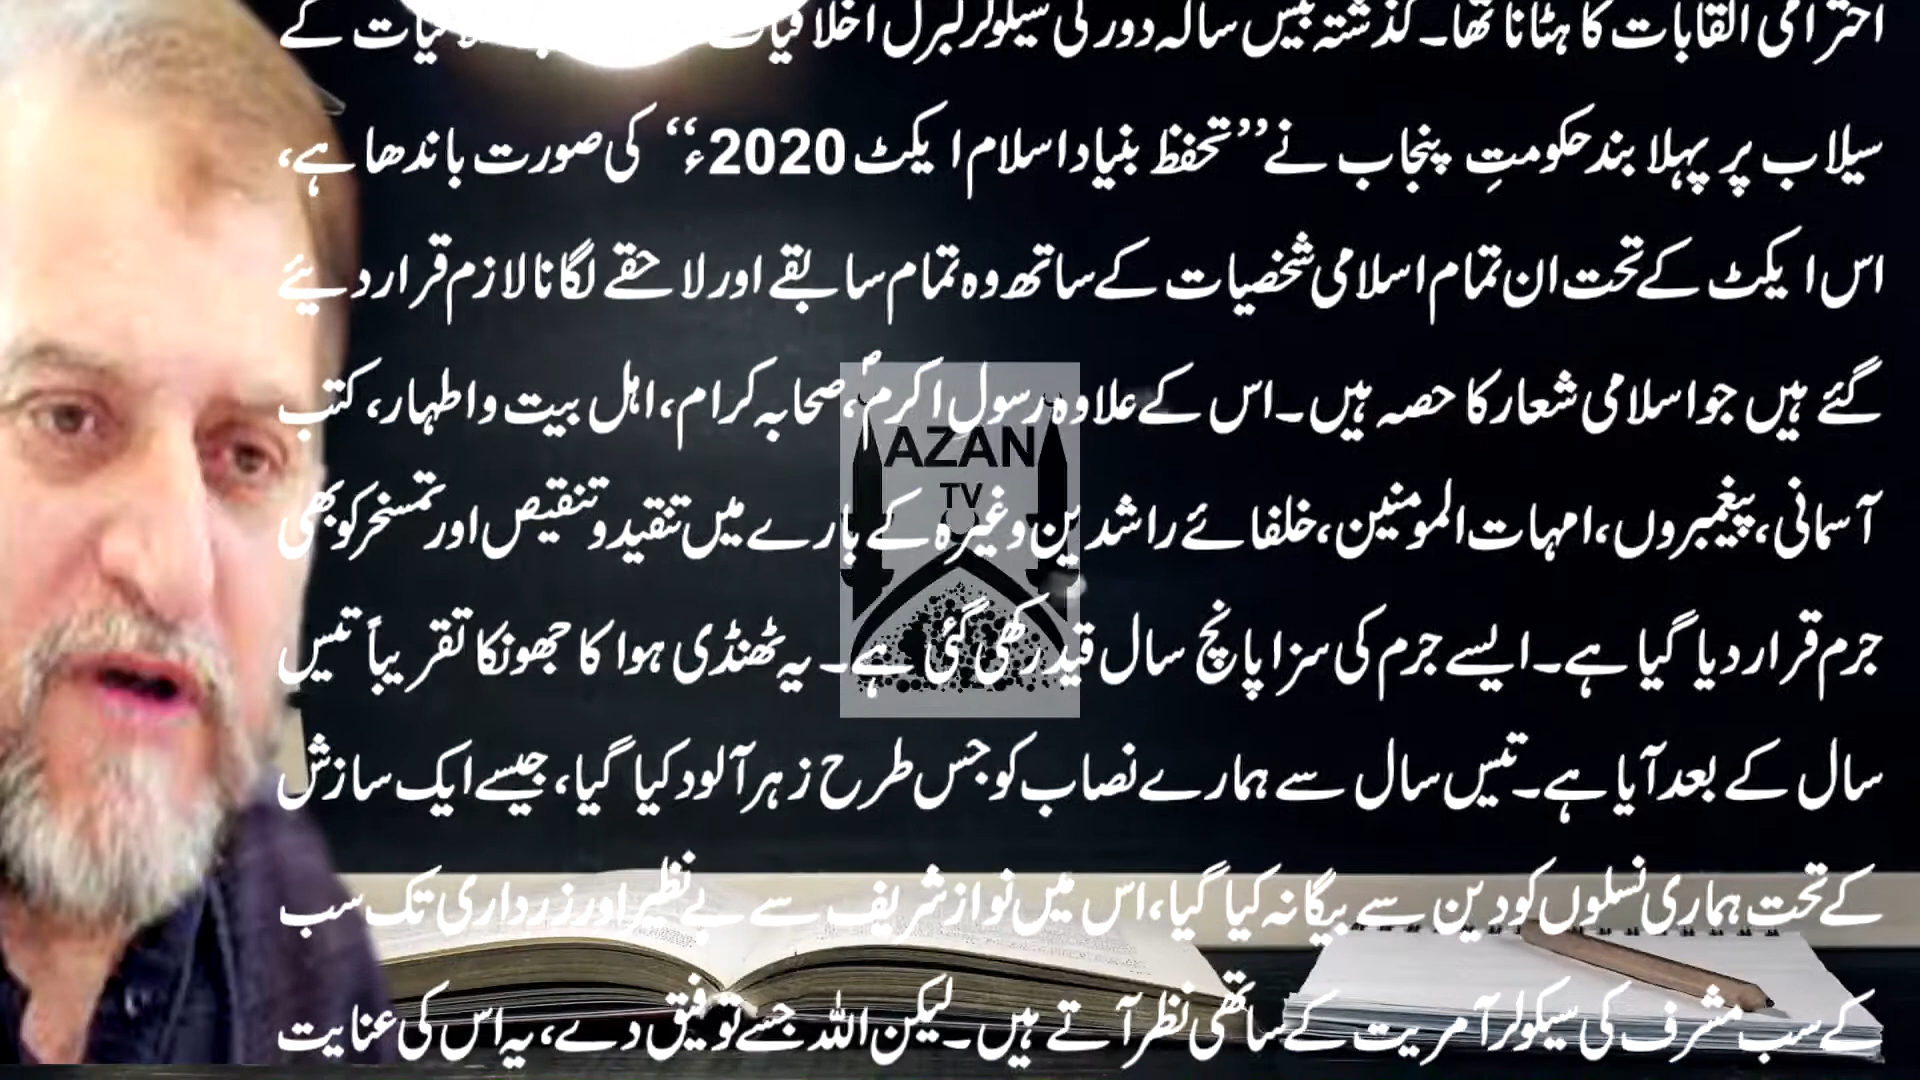 احترامی القابات کا ہٹانا تھا۔ گذشتہ بیس سالہ دور کی سیکولر لبرل اخلاقیات کے
سیلاب پر پہلا بند حکومتِ پنجاب نے ”تحفظ بنیاد اسلام ایکٹ 2020ء“ کی صورت باندھا ہے،
اس ایکٹ کے تحت ان تمام اسلامی شخصیات کے ساتھ وہ تمام سابقے اور لاحقے لگانا لازم قرار دیئے
گئے ہیں جو اسلامی شعار کا حصہ ہیں۔ اس کے علاوہ رسول اکرمؐ، صحابہ کرام، اہل بیت و اطہار، کتب
آسمانی، پیغمبروں، امہات المومنین، خلفائے راشدین وغیرہ کے بارے میں تنقید و تنقیص اور تمسخر کو بھی
جرم قرار دیا گیا ہے۔ ایسے جرم کی سزا پانچ سال قید رکھی گئی ہے۔ یہ ٹھنڈی ہوا کا جھونکا تقریباً تیس
سال کے بعد آیا ہے۔ تیس سال سے ہمارے نصاب کو جس طرح زہر آلود کیا گیا، جیسے ایک سازش
کے تحت ہماری نسلوں کو دین سے بیگانہ کیا گیا، اس میں نواز شریف سے بے نظیر اور زرداری تک سب
کے سب مشرف کی سیکولر آمریت کے ساتھی نظر آتے ہیں۔ لیکن اللہ جسے توفیق دے، یہ اس کی عنایت
AZAN
TV